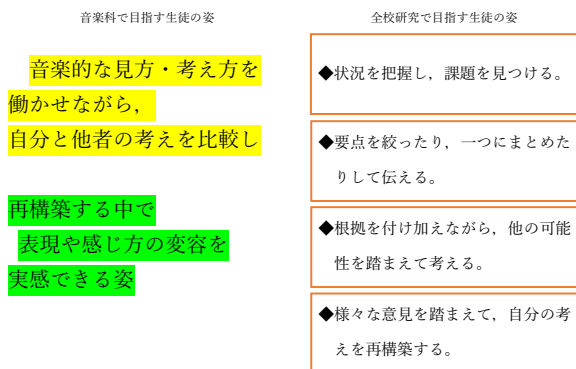 音楽科で目指す生徒の姿
音楽的な見方・考え方を
働かせながら，
自分と他者の考えを比較し
再構築する中で
表現や感じ方の変容を
実感できる姿
全校研究で目指す生徒の姿
◆状況を把握し，課題を見つける。
◆要点を絞ったり，一つにまとめた
りして伝える。
◆根拠を付け加えながら，他の可能
性を踏まえて考える。
◆様々な意見を踏まえて，自分の考
えを再構築する。